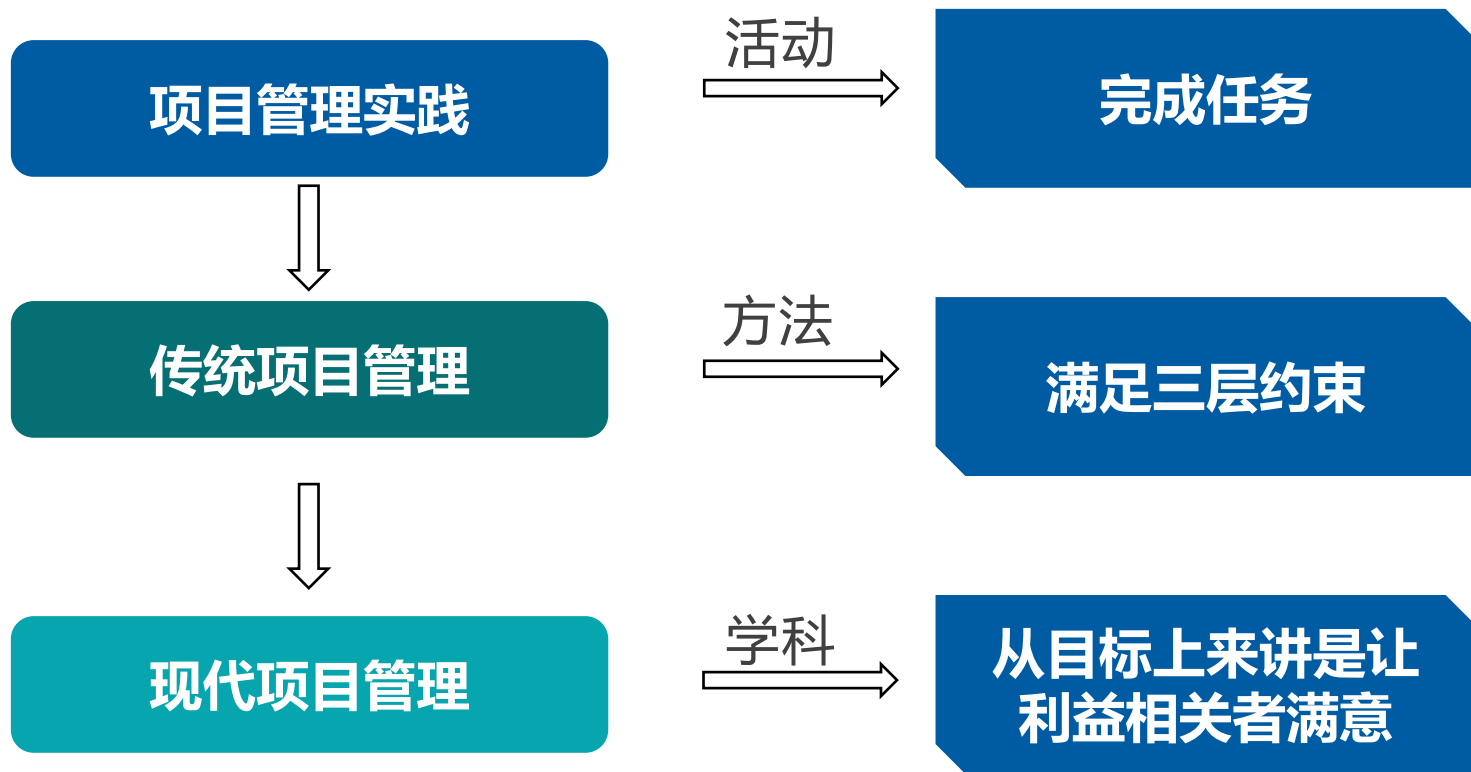 项目管理实践
活动
完成任务
传统项目管理
方法
满足三层约束
现代项目管理
学科
从目标上来讲是让
利益相关者满意